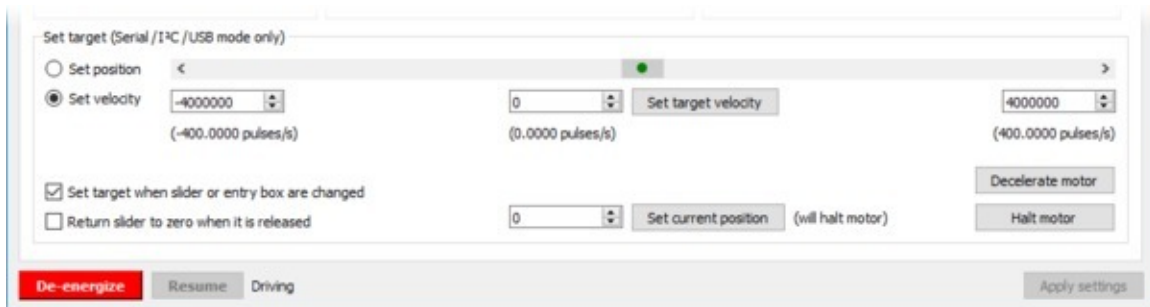 Set target (Serial/I²C/USB mode only)
Set position
Set velocity -4000000 0 Set target velocity 4000000
(-400.0000 pulses/s) (0.0000 pulses/s) (400.0000 pulses/s)
Decelerate motor
Set target when slider or entry box are changed
Return slider to zero when it is released 0 Set current position (will halt motor) Halt motor
De-energize Resume Driving Apply settings